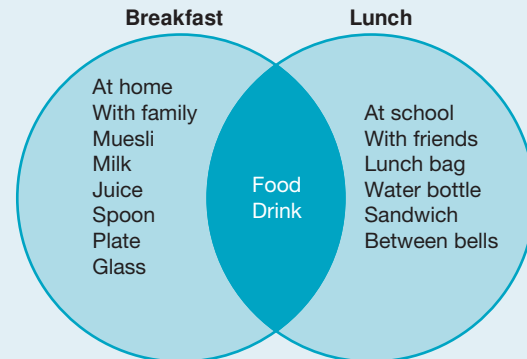 Breakfast
Lunch
At home
With family
Muesli
Milk
Juice
Spoon
Plate
Glass
Food
Drink
At school
With friends
Lunch bag
Water bottle
Sandwich
Between bells